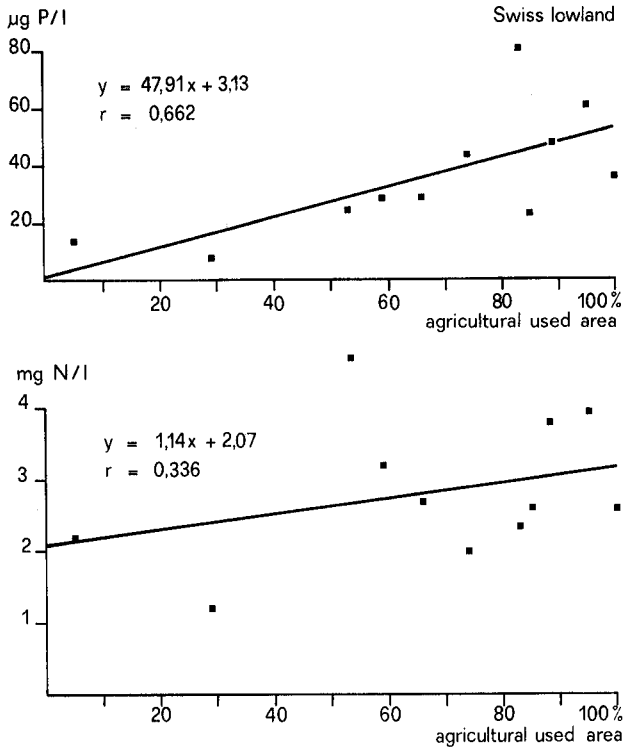 µg P/l
Swiss lowland
80
y = 47,91x + 3,13
r = 0,662
60
40
20
20 40 60 80 100 %
agricultural used area
mg N/l
4
y = 1,14x + 2,07
r = 0,336
3
2
1
20 40 60 80 100 %
agricultural used area